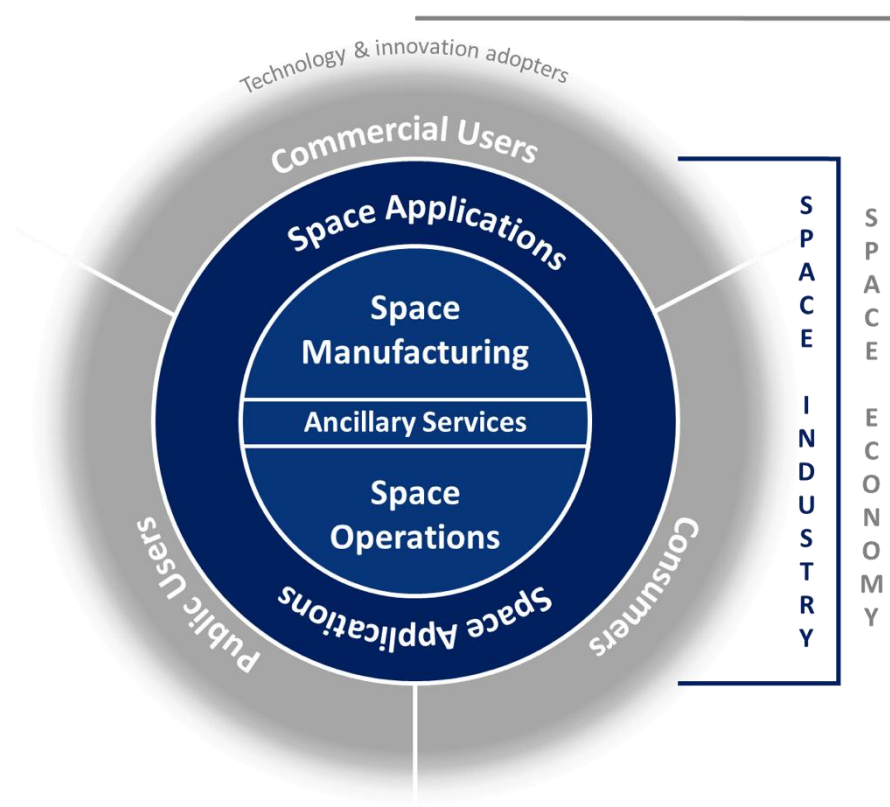 Technology & innovation adopters
Commercial Users
Space Applications
Space
Manufacturing
Ancillary Services
Space
Operations
Space Applications
Public Users
Consumers
SPACE INDUSTRY
SPACE ECONOMY